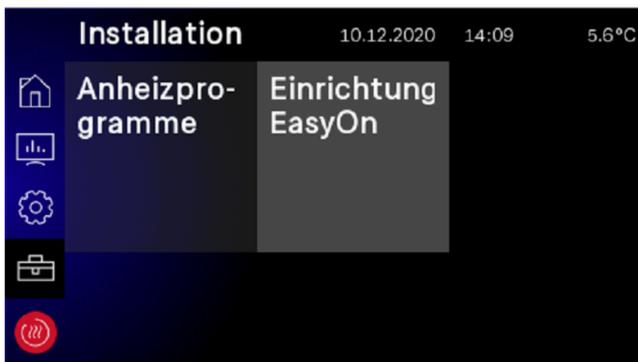 Installation 10.12.2020 14:09 5.6°C
Anheizpro-
gramme
Einrichtung
EasyOn